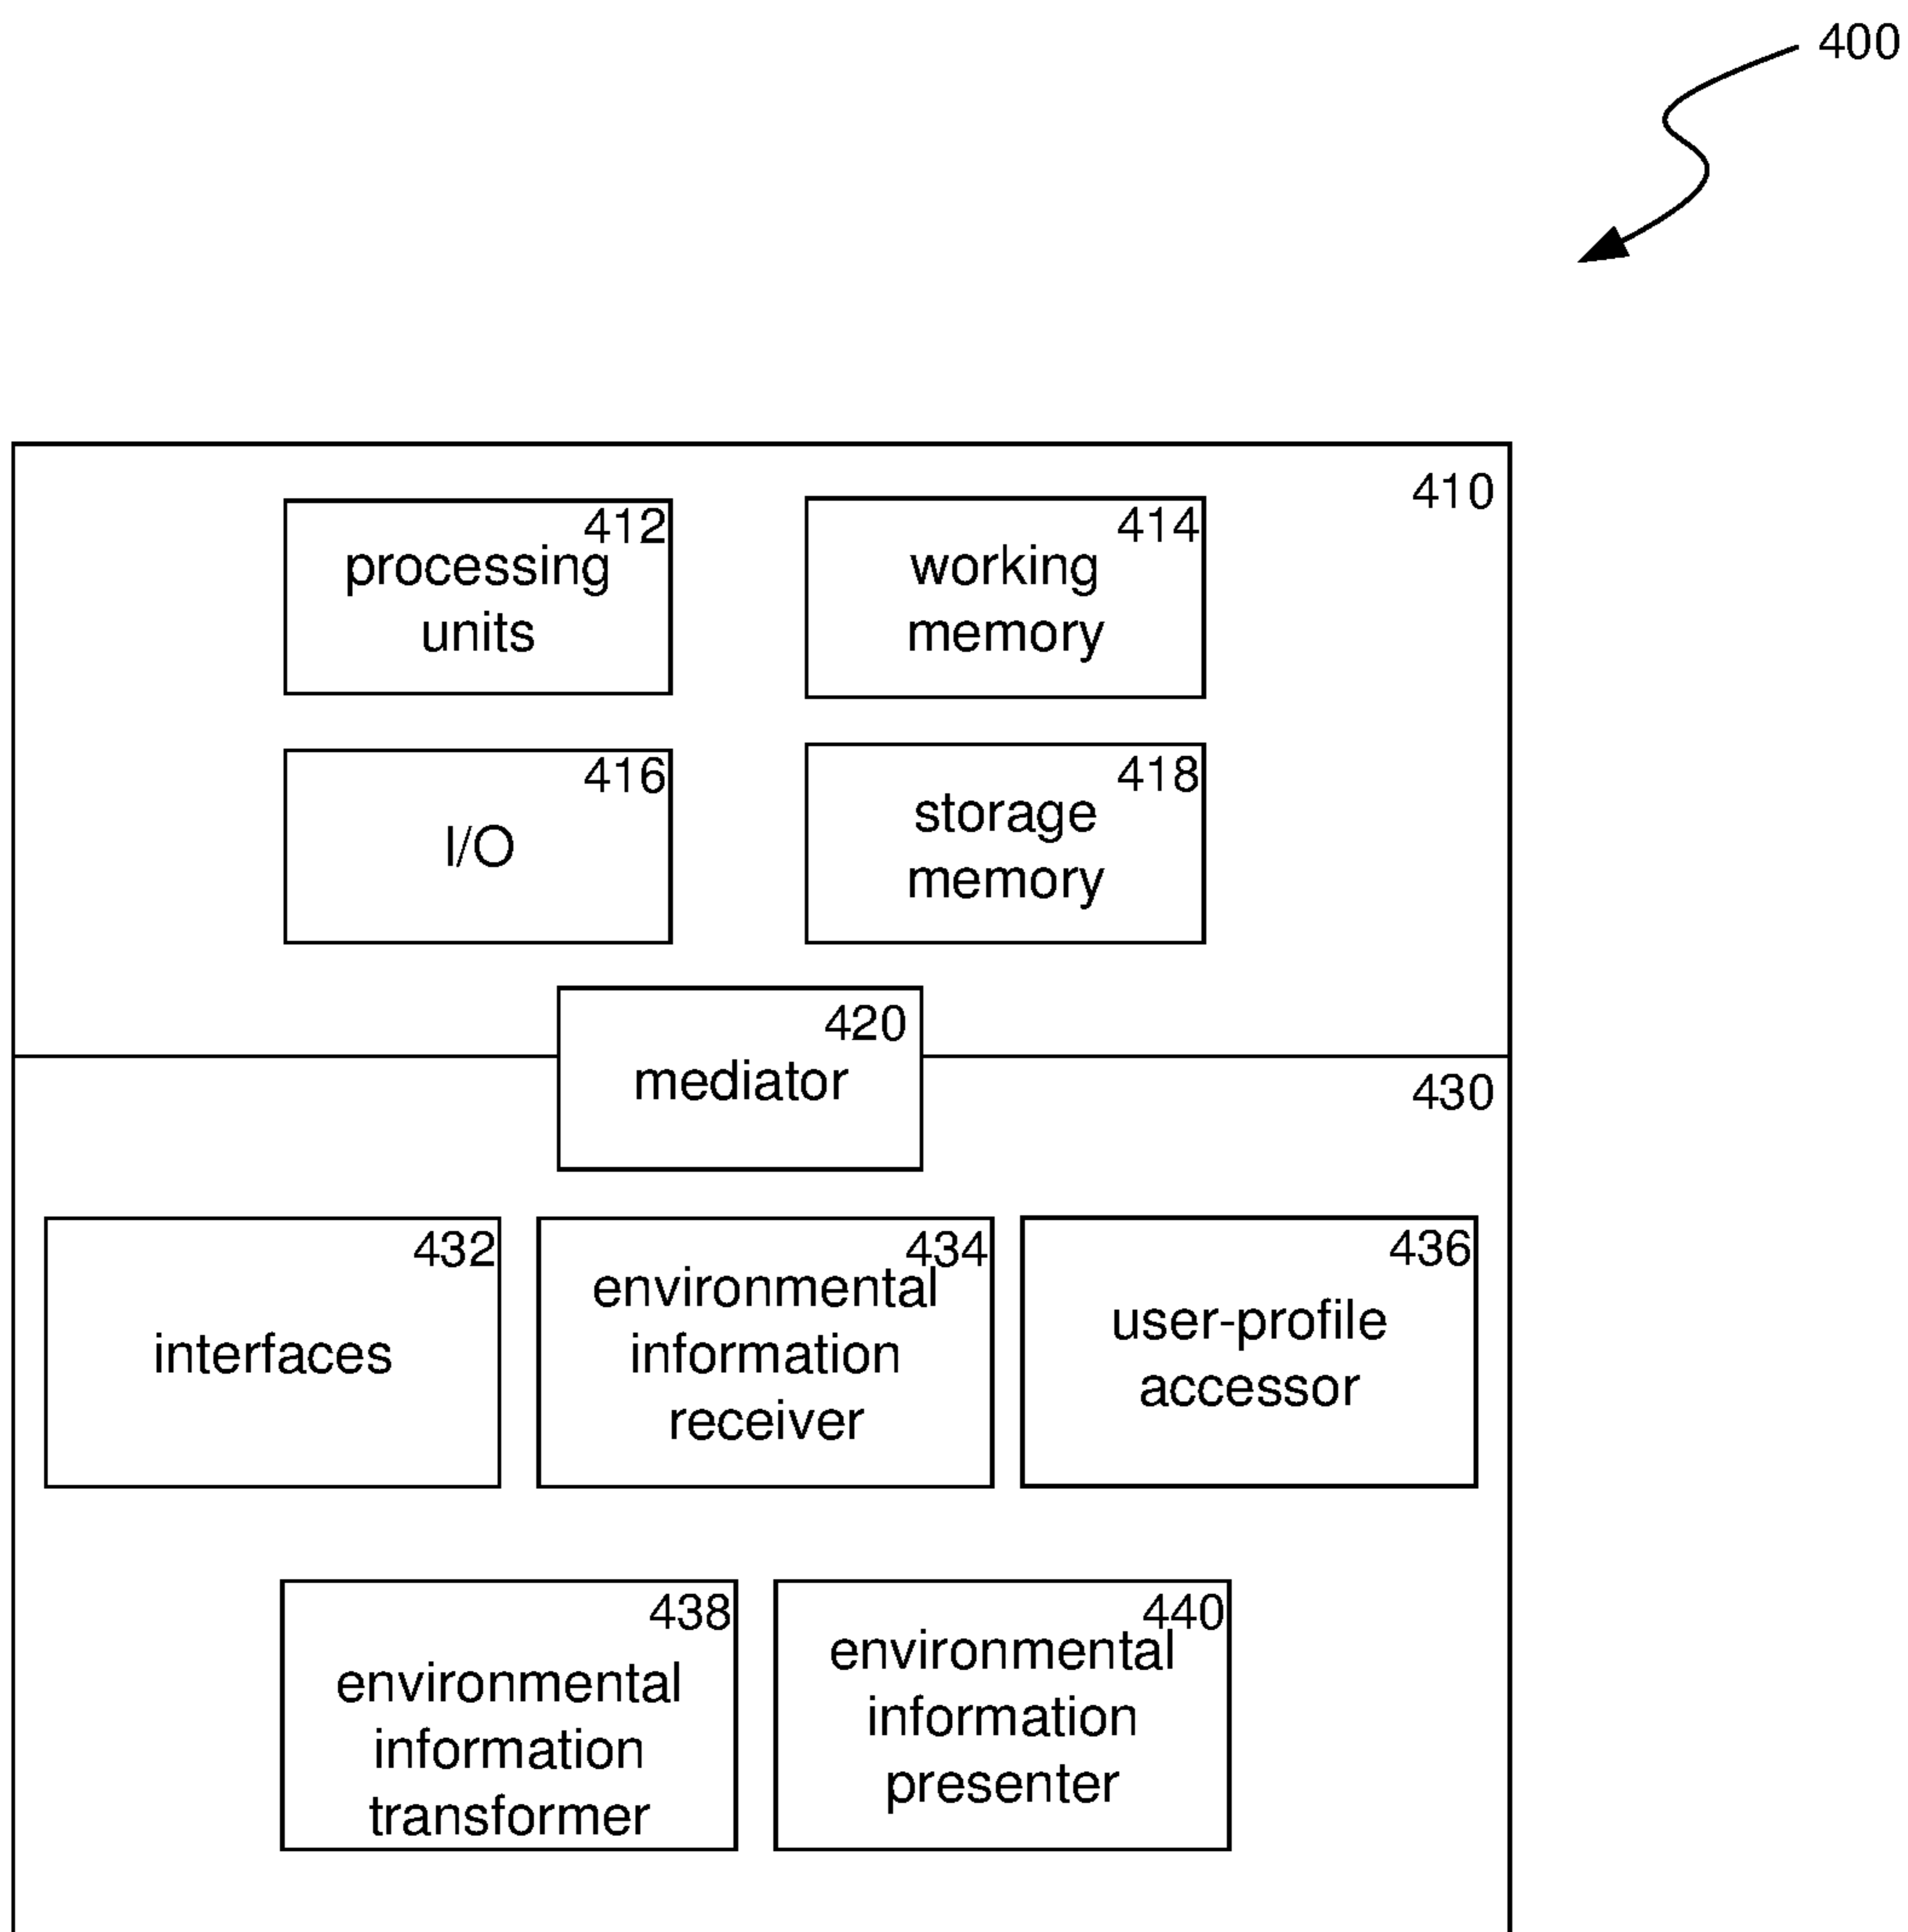 400
410
412
processing
units
414
working
memory
416
I/O
418
storage
memory
420
mediator
430
432
interfaces
434
environmental
information
receiver
436
user-profile
accessor
438
environmental
information
transformer
440
environmental
information
presenter